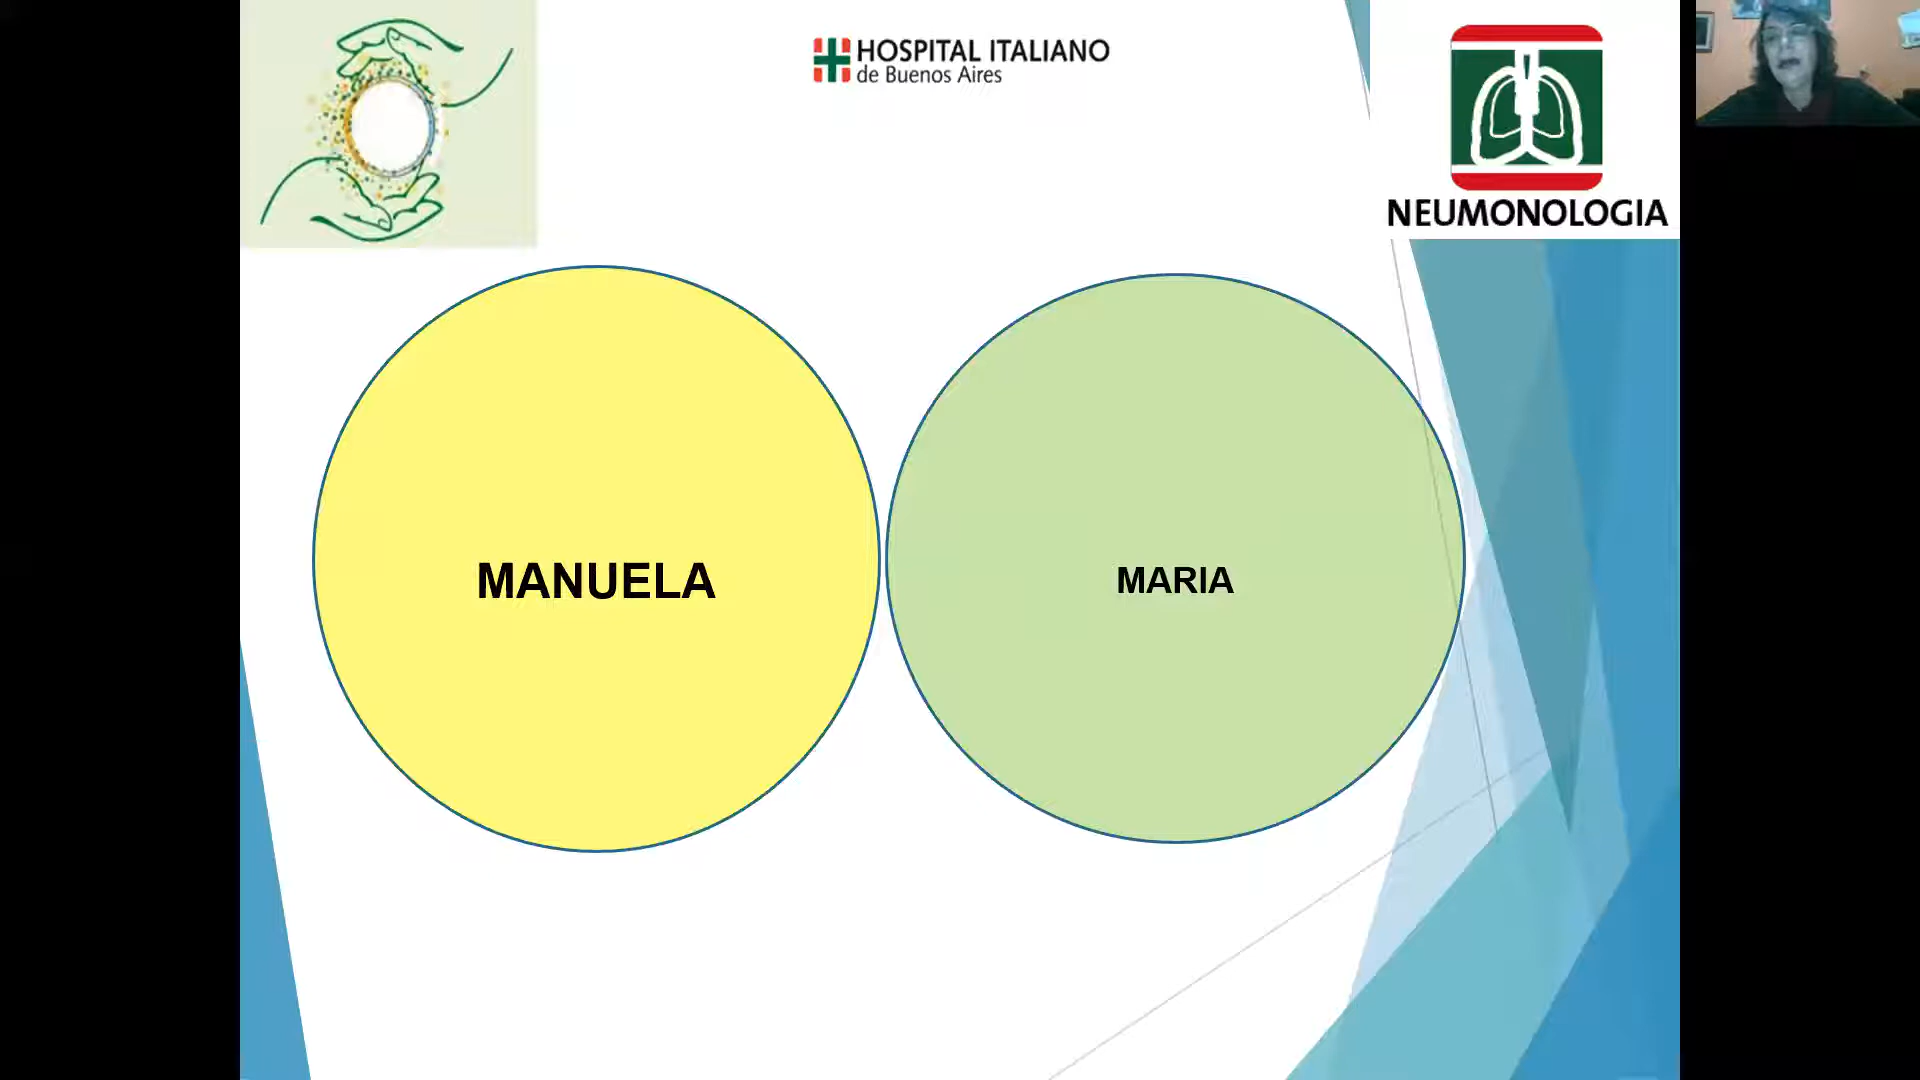 HOSPITAL ITALIANO
de Buenos Aires
NEUMONOLOGIA
MANUELA
MARIA